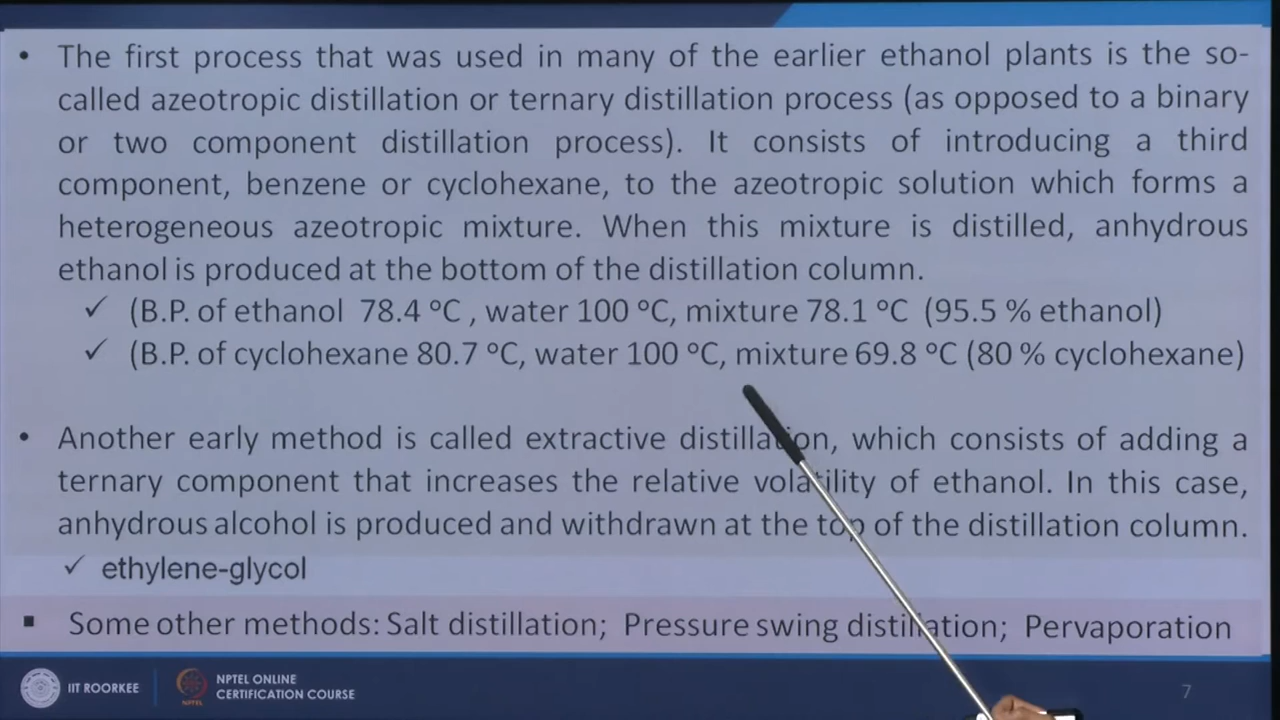 • The first process that was used in many of the earlier ethanol plants is the so-
called azeotropic distillation or ternary distillation process (as opposed to a binary
or two component distillation process). It consists of introducing a third
component, benzene or cyclohexane, to the azeotropic solution which forms a
heterogeneous azeotropic mixture. When this mixture is distilled, anhydrous
ethanol is produced at the bottom of the distillation column.
✓ (B.P. of ethanol 78.4 °C , water 100 °C, mixture 78.1 °C (95.5 % ethanol)
✓ (B.P. of cyclohexane 80.7 °C, water 100 °C, mixture 69.8 °C (80 % cyclohexane)
• Another early method is called extractive distillation, which consists of adding a
ternary component that increases the relative volatility of ethanol. In this case,
anhydrous alcohol is produced and withdrawn at the top of the distillation column.
✓ ethylene-glycol
▪ Some other methods: Salt distillation; Pressure swing distillation; Pervaporation
IIT ROORKEE
NPTEL ONLINE
CERTIFICATION COURSE
7